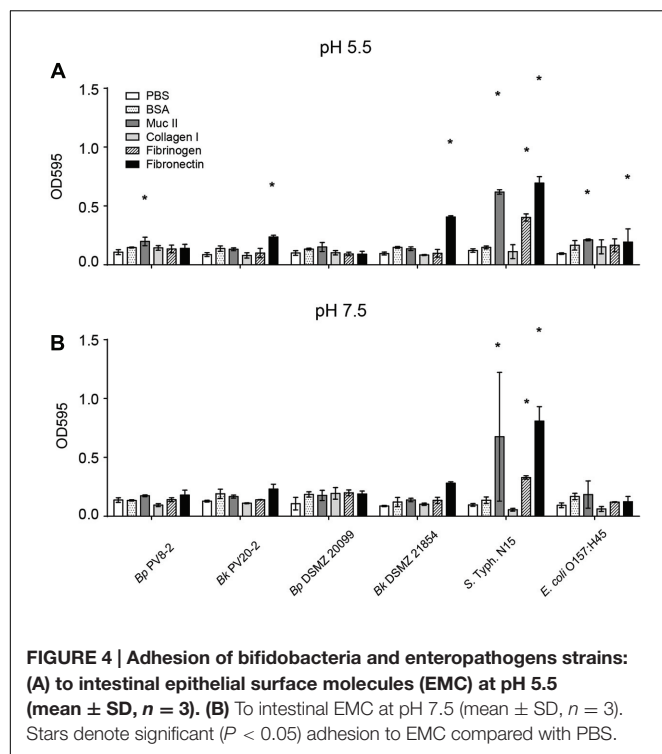 pH 5.5
A
1.5
1.0
0.5
0.0
OD595
PBS
BSA
Muc II
Collagen I
Fibrinogen
Fibronectin
* * * * * * * *
pH 7.5
B
1.5
1.0
0.5
0.0
OD595
* * *
Bp PV8-2
Bk PV20-2
Bp DSMZ 20099
Bk DSMZ 21854
S. Typh. N15
E. coli O157:H45
FIGURE 4 | Adhesion of bifidobacteria and enteropathogens strains:
(A) to intestinal epithelial surface molecules (EMC) at pH 5.5
(mean ± SD, n = 3). (B) To intestinal EMC at pH 7.5 (mean ± SD, n = 3).
Stars denote significant (P < 0.05) adhesion to EMC compared with PBS.